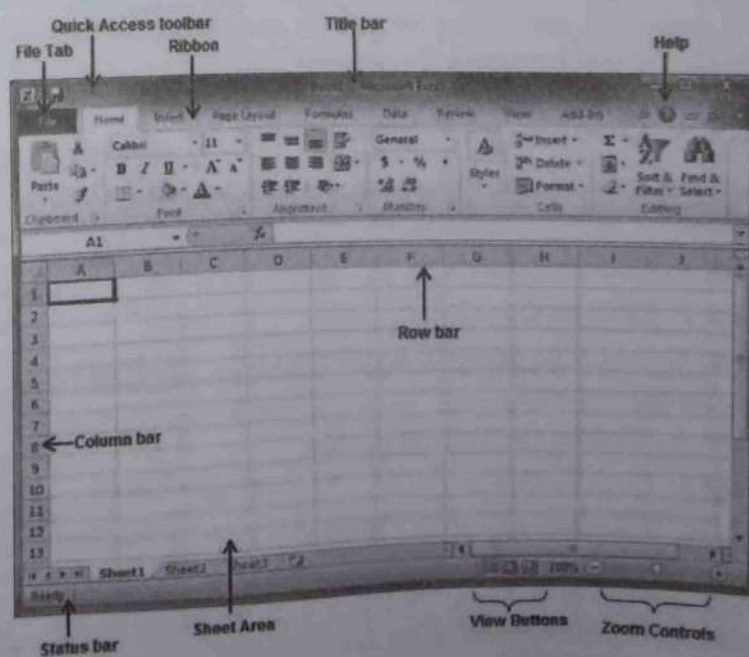 Quick Access toolbar
Title bar
File Tab
Ribbon
Help
Microsoft Excel
File Home Insert Page Layout Formulas Data Review View Add-Ins
Calibri 11 General
Insert
Paste
B I U A A
$ %
Styles
Delete
Sort & Filter
Find & Select
Format
Clipboard Font Alignment Number Cells Editing
A1 fx
A B C D E F G H I J
1
2
3
Row bar
4
5
6
7
8
Column bar
9
10
11
12
13
Sheet1 Sheet2 Sheet3
100%
Ready
Status bar
Sheet Area
View Buttons
Zoom Controls